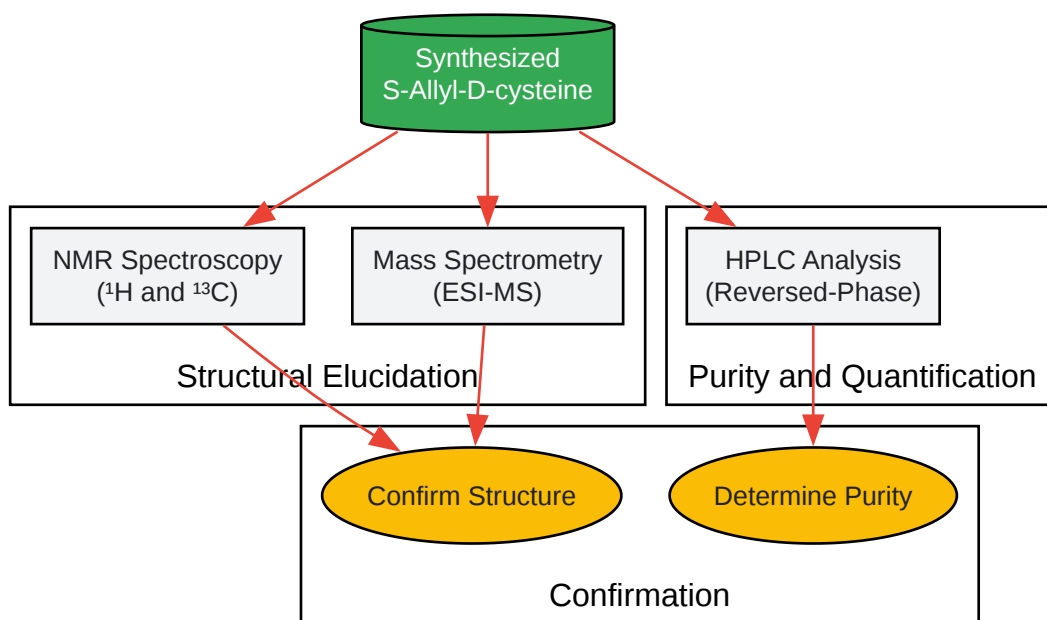 Synthesized
S-Allyl-D-cysteine
NMR Spectroscopy
(¹H and ¹³C)
Mass Spectrometry
(ESI-MS)
HPLC Analysis
(Reversed-Phase)
Structural Elucidation
Purity and Quantification
Confirm Structure
Determine Purity
Confirmation